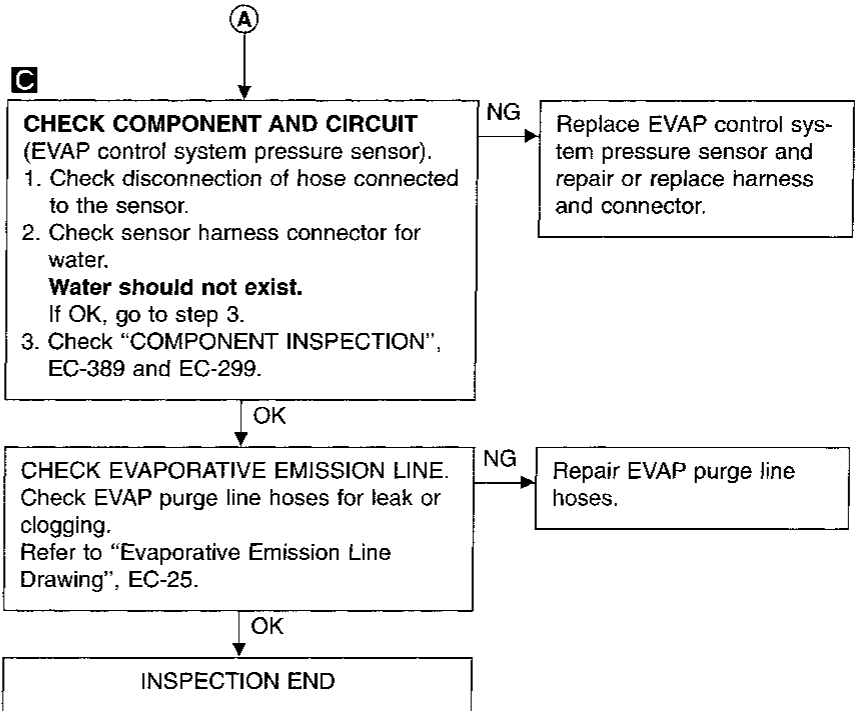 A
C
CHECK COMPONENT AND CIRCUIT
(EVAP control system pressure sensor).
1. Check disconnection of hose connected
to the sensor.
2. Check sensor harness connector for
water.
Water should not exist.
If OK, go to step 3.
3. Check “COMPONENT INSPECTION”,
EC-389 and EC-299.
NG
Replace EVAP control sys-
tem pressure sensor and
repair or replace harness
and connector.
OK
CHECK EVAPORATIVE EMISSION LINE.
Check EVAP purge line hoses for leak or
clogging.
Refer to “Evaporative Emission Line
Drawing”, EC-25.
NG
Repair EVAP purge line
hoses.
OK
INSPECTION END